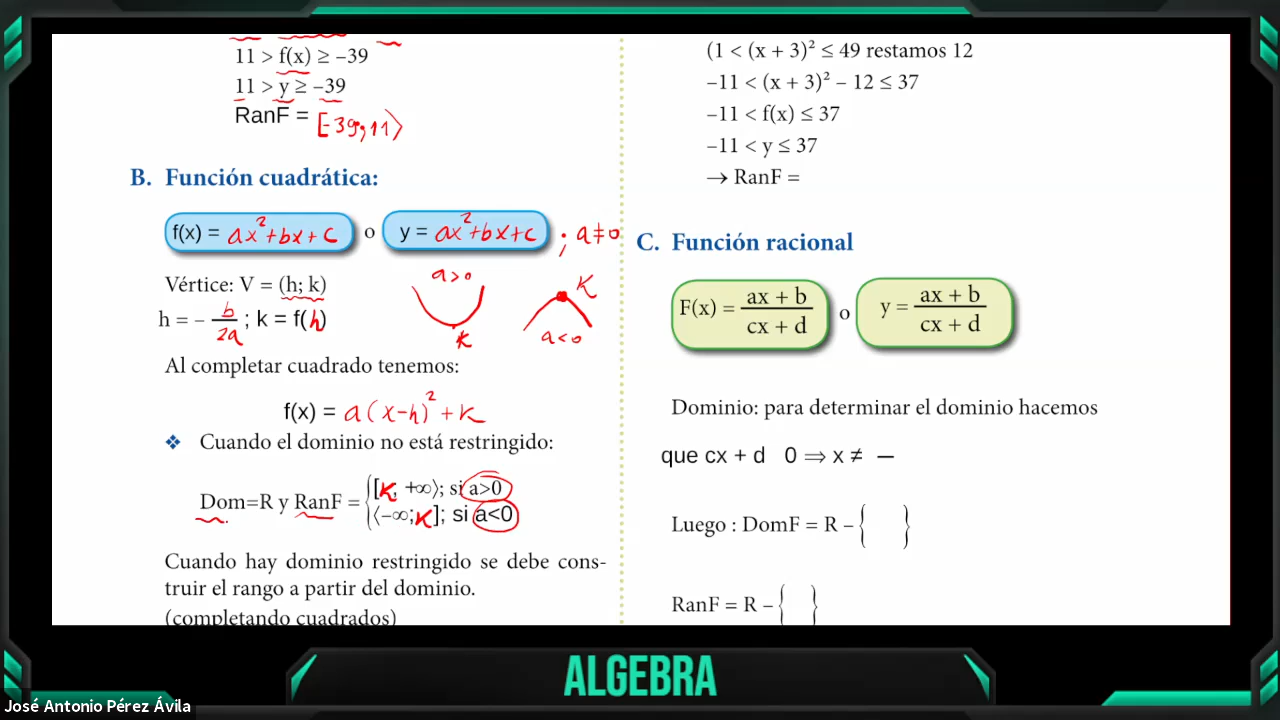 11 > f(x) ≥ –39
11 > y ≥ –39
RanF = [-39; 11⟩
B. Función cuadrática:
f(x) = ax²+bx+c o y = ax²+bx+c ; a≠0
Vértice: V = (h; k)
h = – b/2a ; k = f(h)
a>0
K
K
a<0
Al completar cuadrado tenemos:
f(x) = a(x-h)²+K
❖ Cuando el dominio no está restringido:
Dom=R y RanF = { [K, +∞⟩; si a>0
⟨–∞; K]; si a<0
Cuando hay dominio restringido se debe cons-
truir el rango a partir del dominio.
(completando cuadrados)
(1 < (x + 3)² ≤ 49 restamos 12
–11 < (x + 3)² – 12 ≤ 37
–11 < f(x) ≤ 37
–11 < y ≤ 37
→ RanF =
C. Función racional
F(x) = ax + b / cx + d o y = ax + b / cx + d
Dominio: para determinar el dominio hacemos
que cx + d 0 ⟹ x ≠ —
Luego : DomF = R – { }
RanF = R – { }
ALGEBRA
José Antonio Pérez Ávila